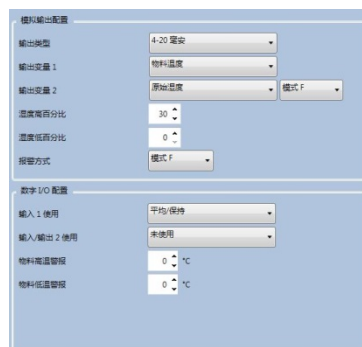 模拟输出配置
输出类型 4-20 毫安
输出变量 1 物料温度
输出变量 2 原始湿度 模式 F
湿度高百分比 30
湿度低百分比 0
报警方式 模式 F
数字 I/O 配置
输入 1 使用 平均/保持
输入/输出 2 使用 未使用
物料高温警报 0 °C
物料低温警报 0 °C